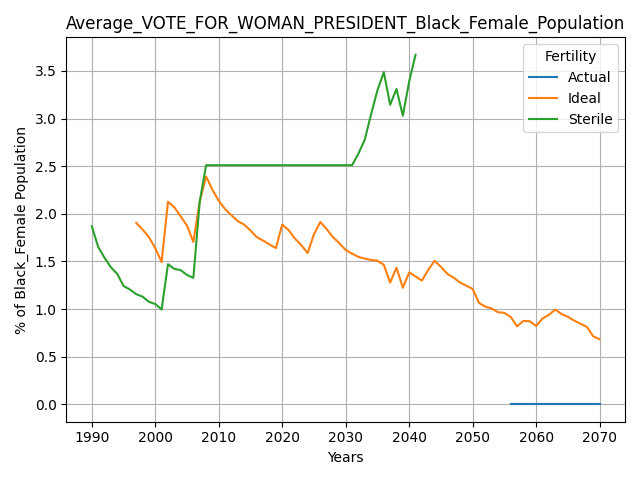 Average_VOTE_FOR_WOMAN_PRESIDENT_Black_Female_Population
Fertility
Actual
Ideal
Sterile
% of Black_Female Population
3.5
3.0
2.5
2.0
1.5
1.0
0.5
0.0
1990 2000 2010 2020 2030 2040 2050 2060 2070
Years